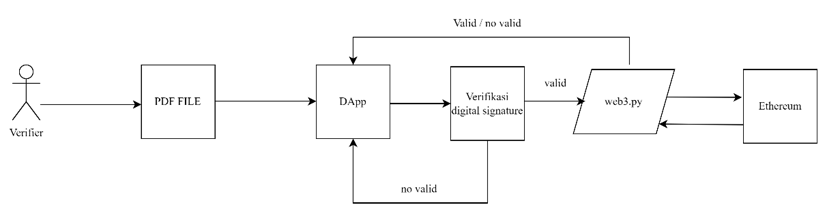 Valid / no valid
PDF FILE
DApp
Verifikasi
digital signature
valid
web3.py
Ethereum
Verifier
no valid